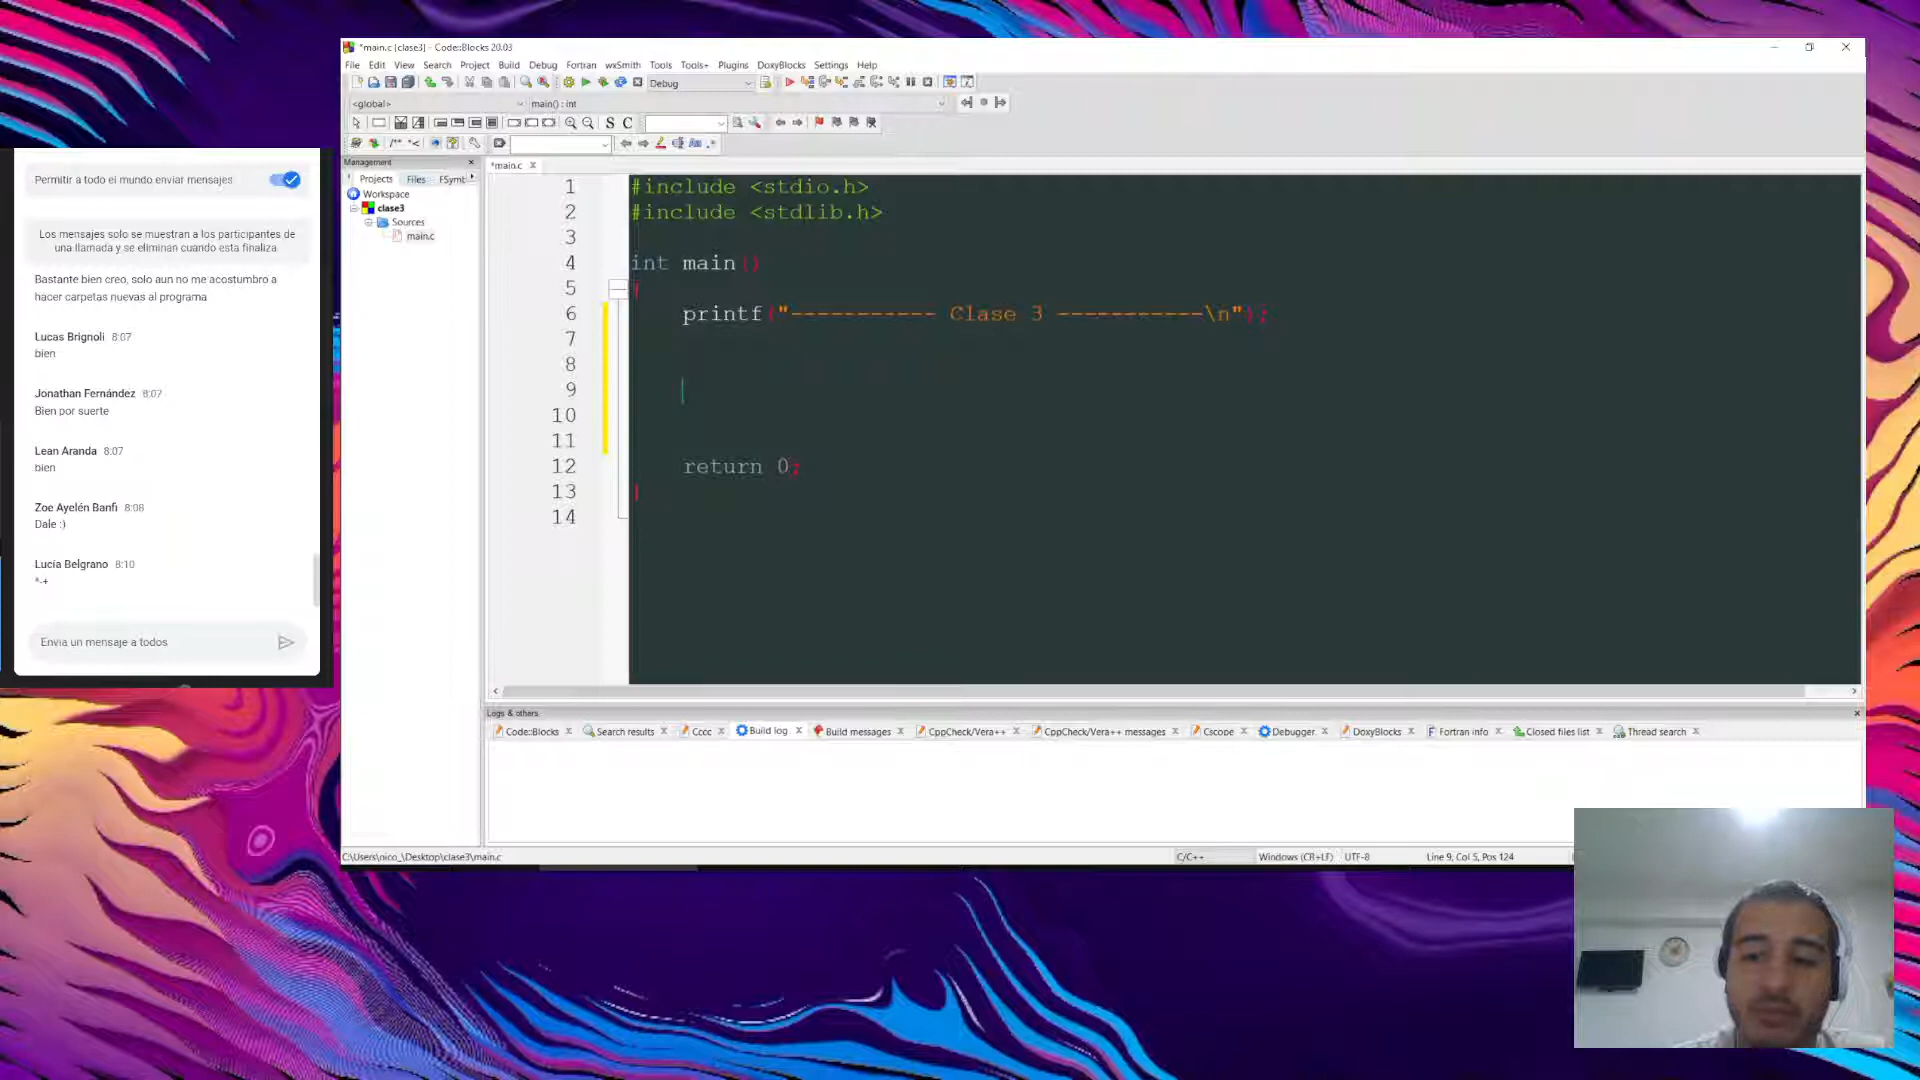 *main.c [clase3] - Code::Blocks 20.03
File Edit View Search Project Build Debug Fortran wxSmith Tools Tools+ Plugins DoxyBlocks Settings Help
Debug
<global>
main() : int
S C
/** *<
Management
Projects Files FSymb
Workspace
clase3
Sources
main.c
*main.c
1 #include <stdio.h>
2 #include <stdlib.h>
3
4 int main()
5 {
6 printf("----------- Clase 3 -----------\n");
7
8
9
10
11
12 return 0;
13 }
14
Logs & others
Code::Blocks Search results Cccc Build log Build messages CppCheck/Vera++ CppCheck/Vera++ messages Cscope Debugger DoxyBlocks Fortran info Closed files list Thread search
C:\Users\nico_\Desktop\clase3\main.c
C/C++ Windows (CR+LF) UTF-8 Line 9, Col 5, Pos 124
Permitir a todo el mundo enviar mensajes
Los mensajes solo se muestran a los participantes de
una llamada y se eliminan cuando esta finaliza
Bastante bien creo, solo aun no me acostumbro a
hacer carpetas nuevas al programa
Lucas Brignoli 8:07
bien
Jonathan Fernández 8:07
Bien por suerte
Lean Aranda 8:07
bien
Zoe Ayelén Banfi 8:08
Dale :)
Lucía Belgrano 8:10
*-+
Envía un mensaje a todos